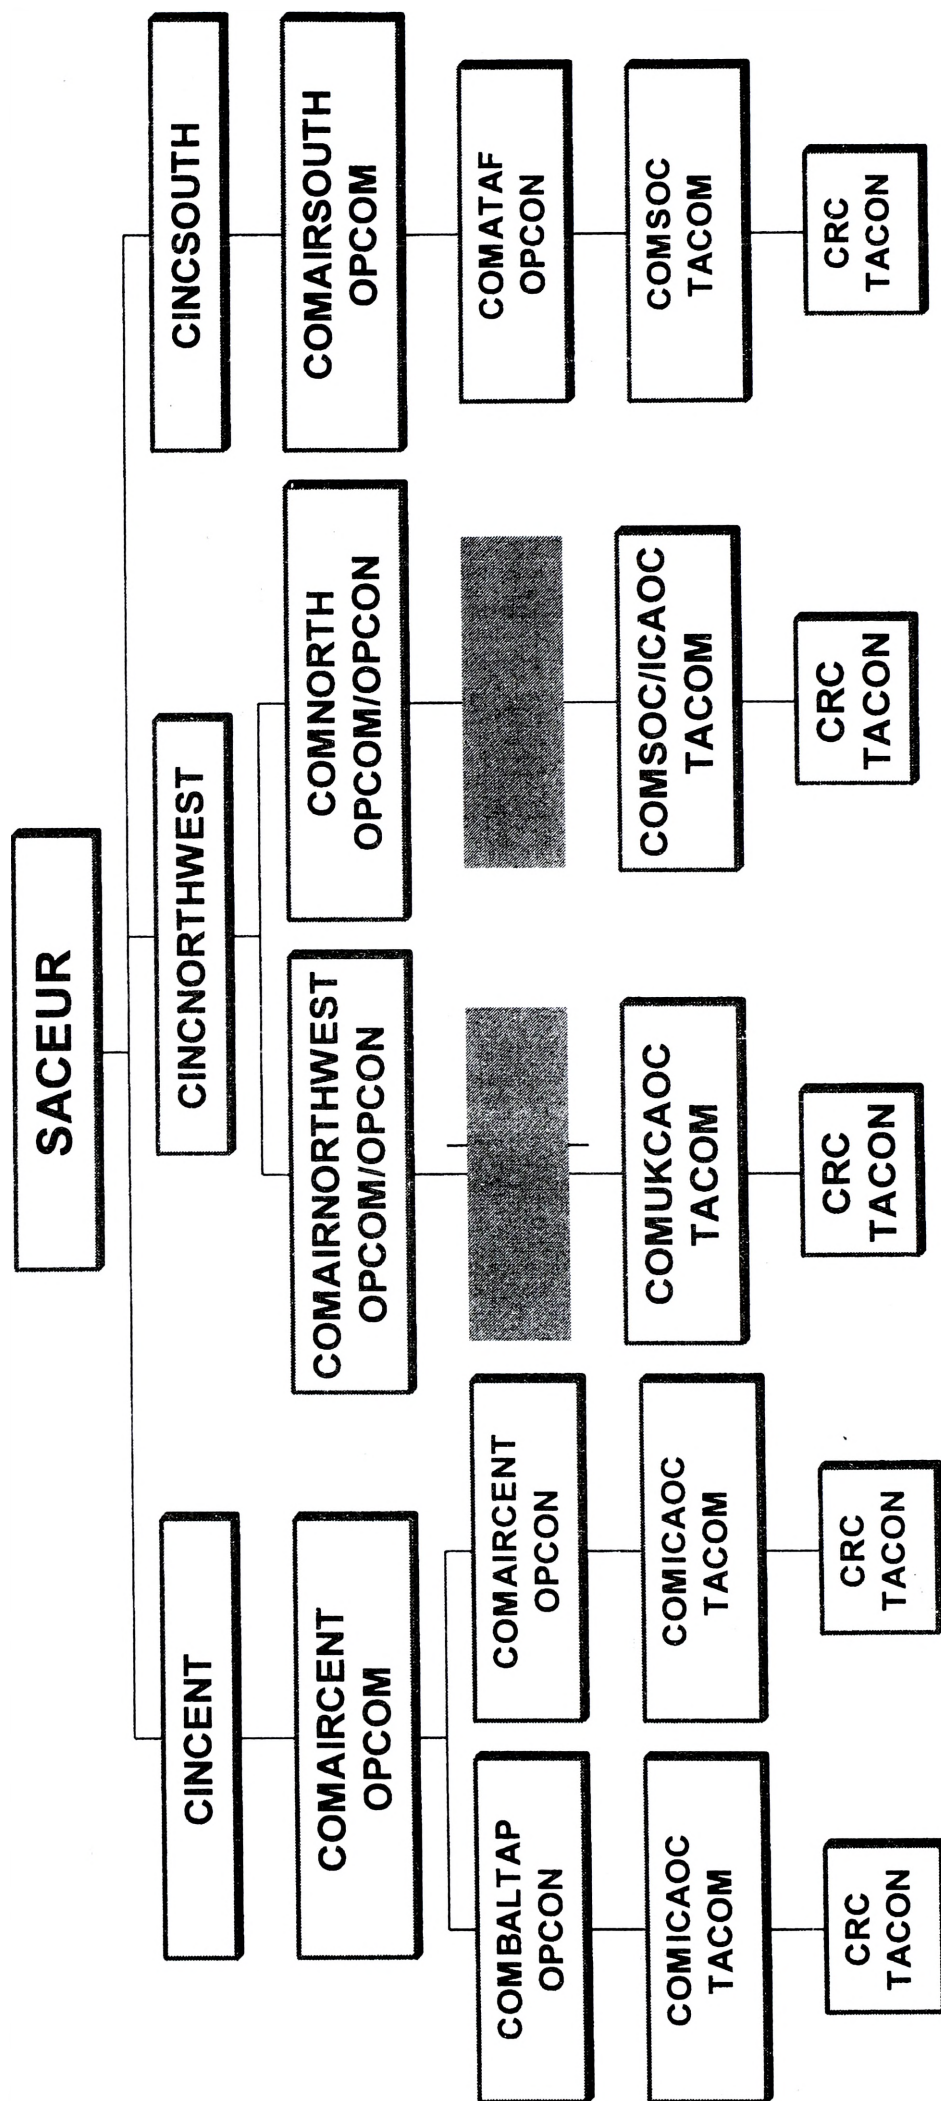 SACEUR
CINCENT
CINCNORTHWEST
CINCSOUTH
COMAIRCENT
OPCOM
COMAIRNORTHWEST
OPCOM/OPCON
COMNORTH
OPCOM/OPCON
COMAIRSOUTH
OPCOM
COMBALTAP
OPCON
COMAIRCENT
OPCON
COMATAF
OPCON
COMICAOC
TACOM
COMICAOC
TACOM
COMUKCAOC
TACOM
COMSOC/ICAOC
TACOM
COMSOC
TACOM
CRC
TACON
CRC
TACON
CRC
TACON
CRC
TACON
CRC
TACON